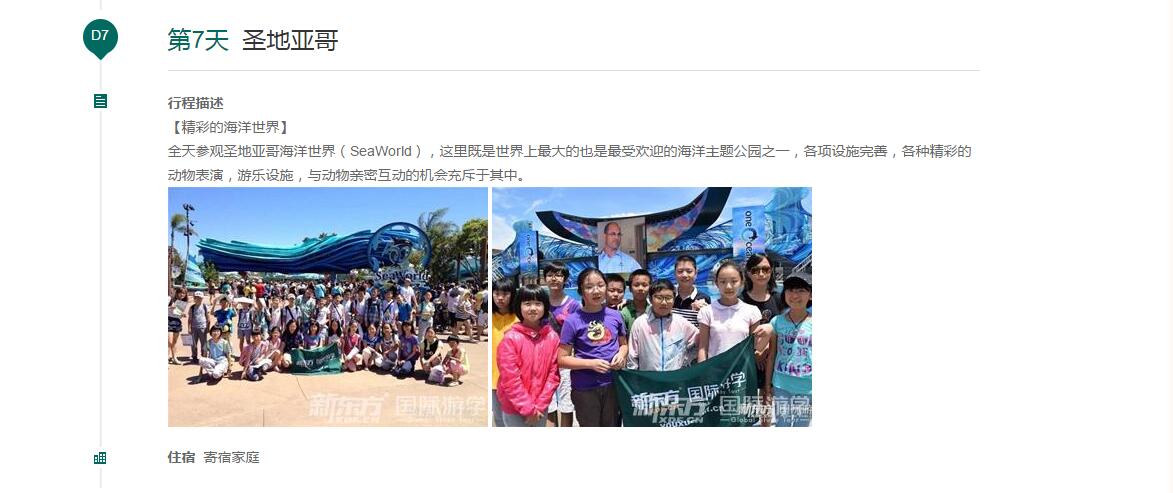 D7
第7天 圣地亚哥
行程描述
【精彩的海洋世界】
全天参观圣地亚哥海洋世界（SeaWorld），这里既是世界上最大的也是最受欢迎的海洋主题公园之一，各项设施完善，各种精彩的
动物表演，游乐设施，与动物亲密互动的机会充斥于其中。
SeaWorld
新东方 国际游学
one
ocea
新东方 国际游学
新东方 国际游学
住宿 寄宿家庭